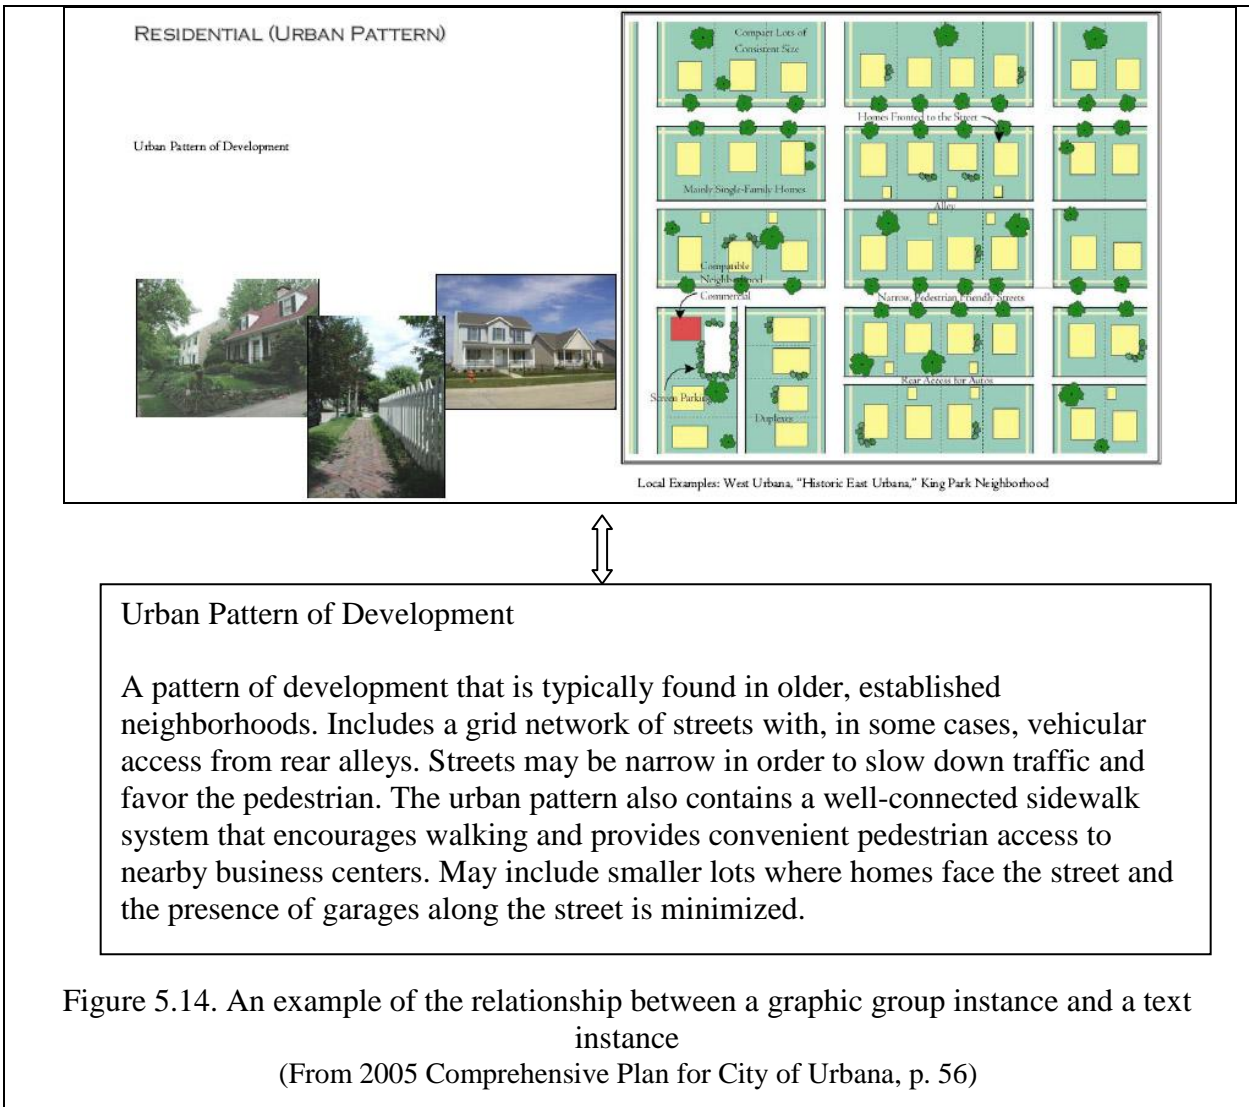 RESIDENTIAL (URBAN PATTERN)
Urban Pattern of Development
Compact Lots of
Consistent Size
Homes Fronted to the Street
Mainly Single-Family Homes
Alley
Compatible
Neighborhood
Commercial
Narrow, Pedestrian Friendly Streets
Screen Parking
Rear Access for Autos
Duplexes
Local Examples: West Urbana, “Historic East Urbana,” King Park Neighborhood
Urban Pattern of Development
A pattern of development that is typically found in older, established
neighborhoods. Includes a grid network of streets with, in some cases, vehicular
access from rear alleys. Streets may be narrow in order to slow down traffic and
favor the pedestrian. The urban pattern also contains a well-connected sidewalk
system that encourages walking and provides convenient pedestrian access to
nearby business centers. May include smaller lots where homes face the street and
the presence of garages along the street is minimized.
Figure 5.14. An example of the relationship between a graphic group instance and a text
instance
(From 2005 Comprehensive Plan for City of Urbana, p. 56)